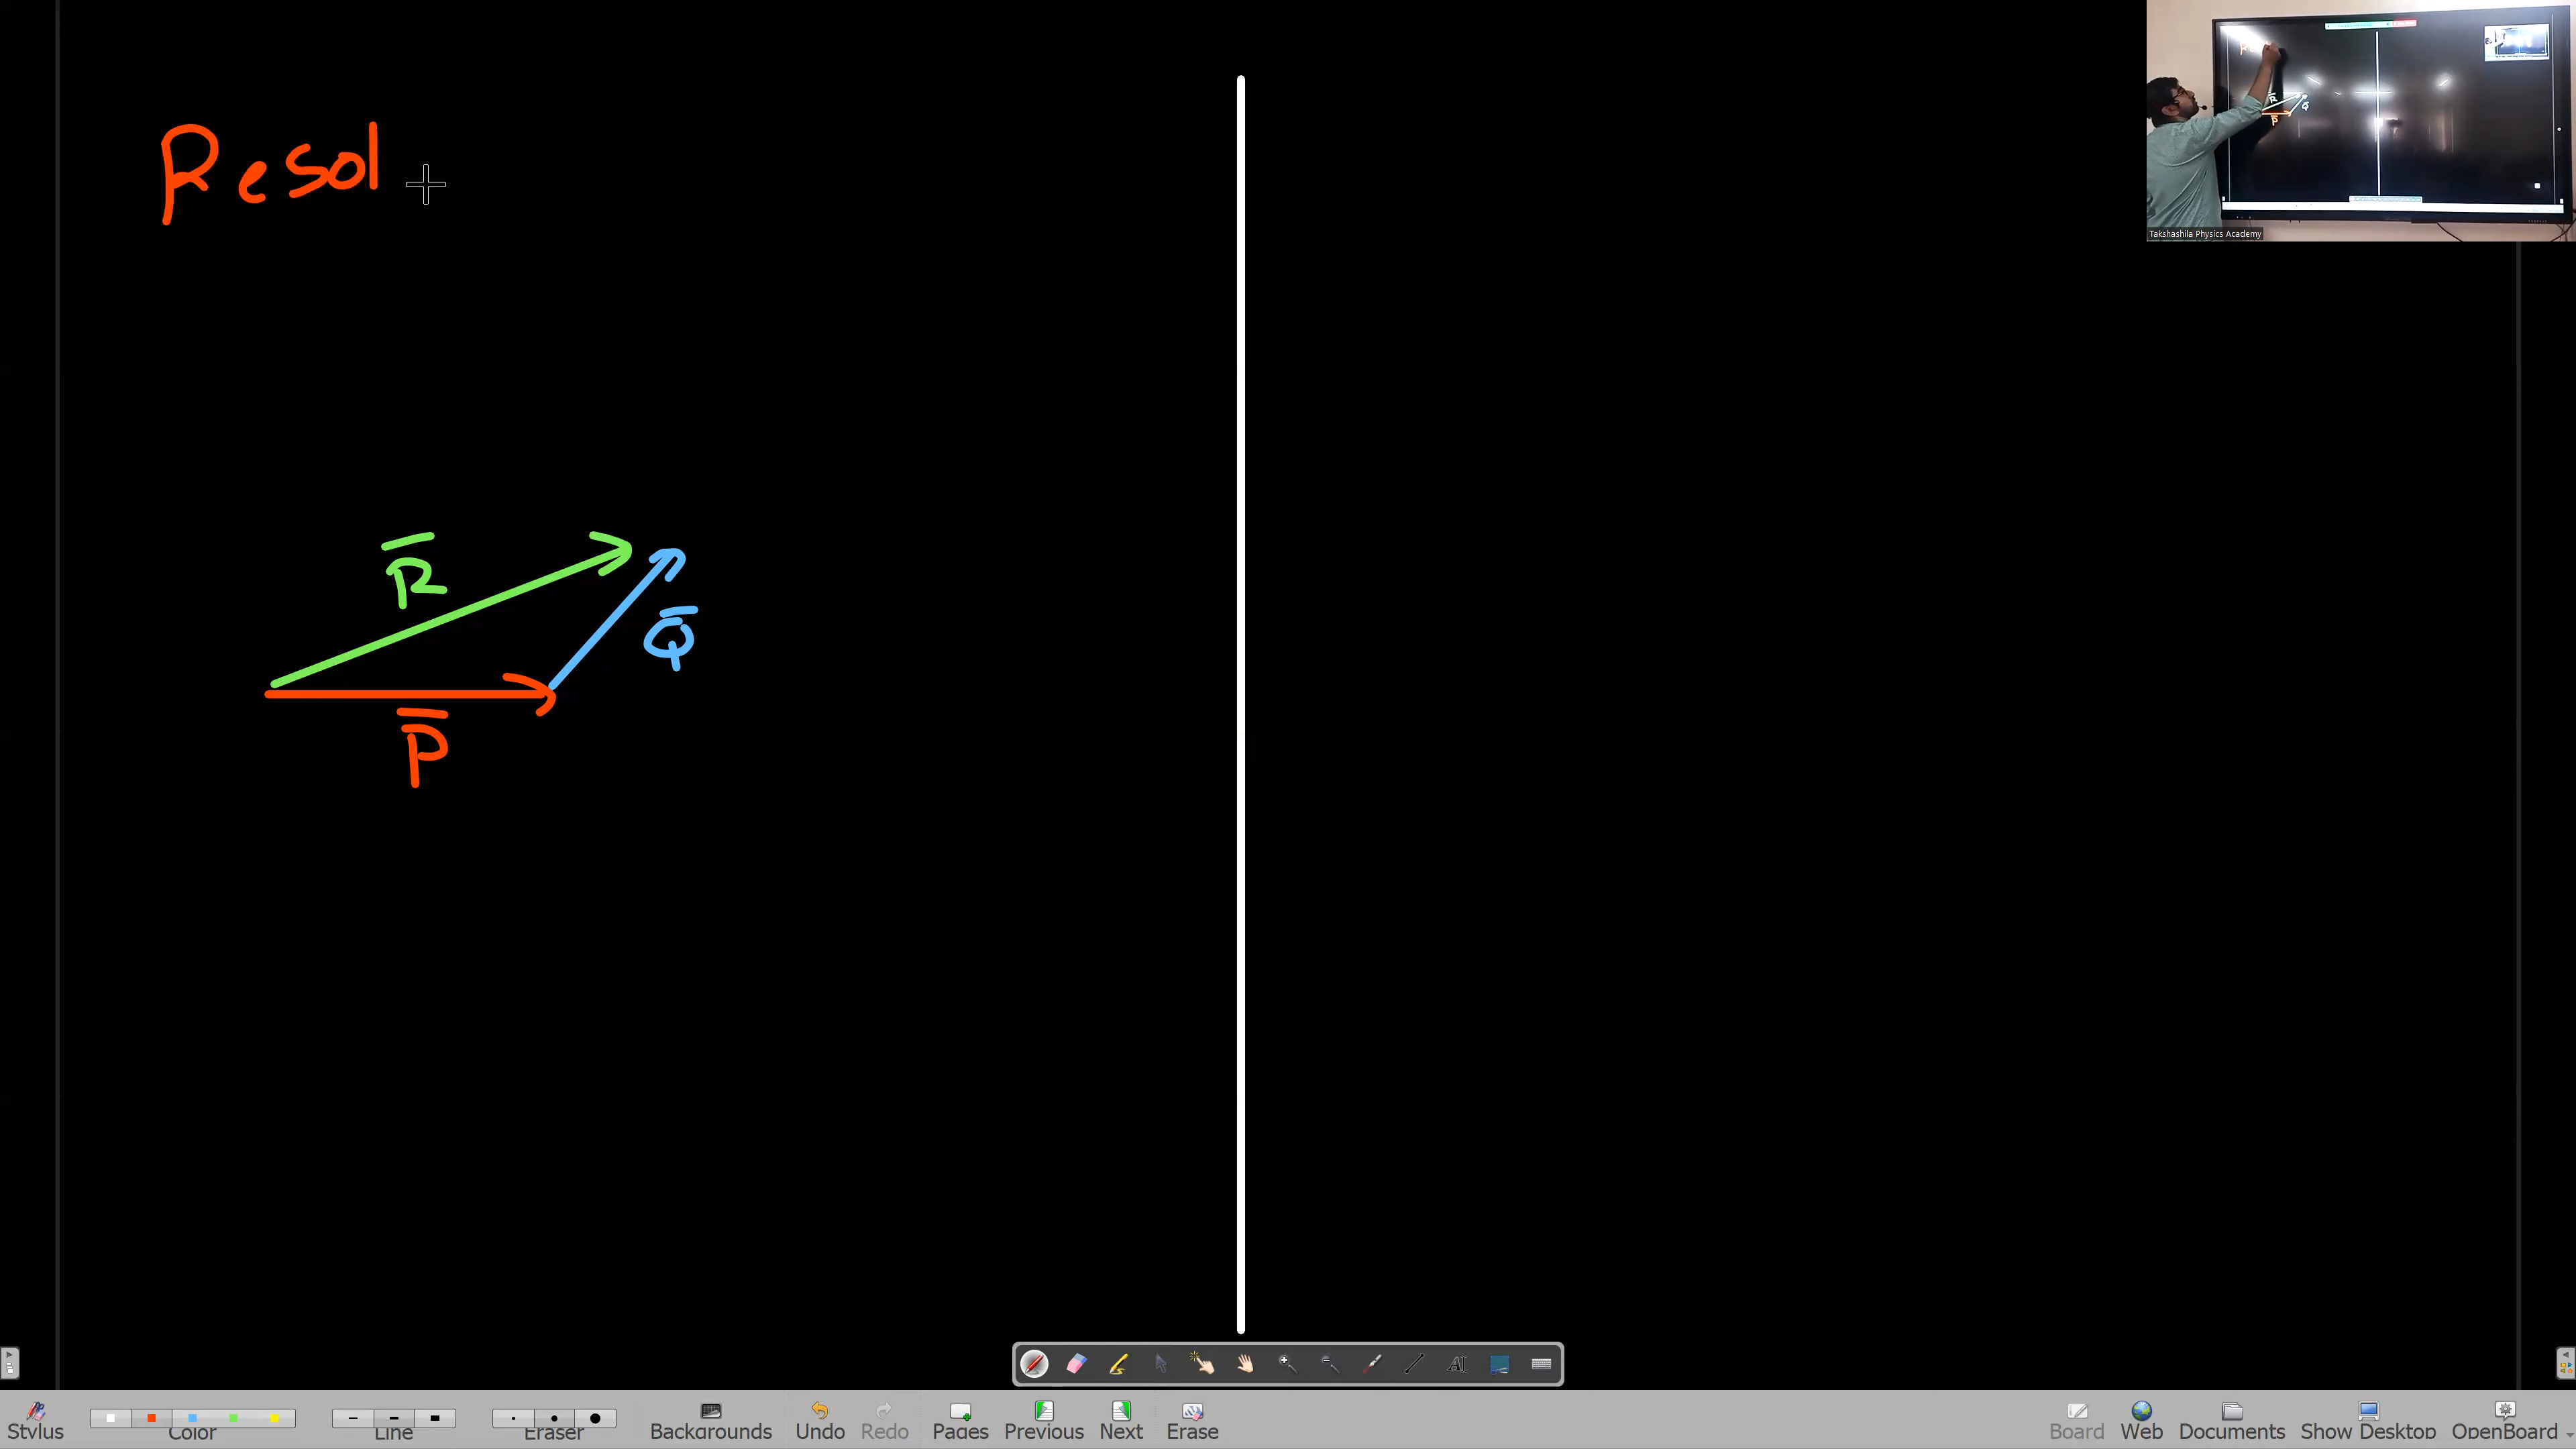 Resol
Takshashila Physics Academy
R̅
Q̅
P̅
AI
Stylus
Color
Line
Eraser
Backgrounds
Undo
Redo
Pages
Previous
Next
Erase
Board
Web
Documents
Show Desktop
OpenBoard